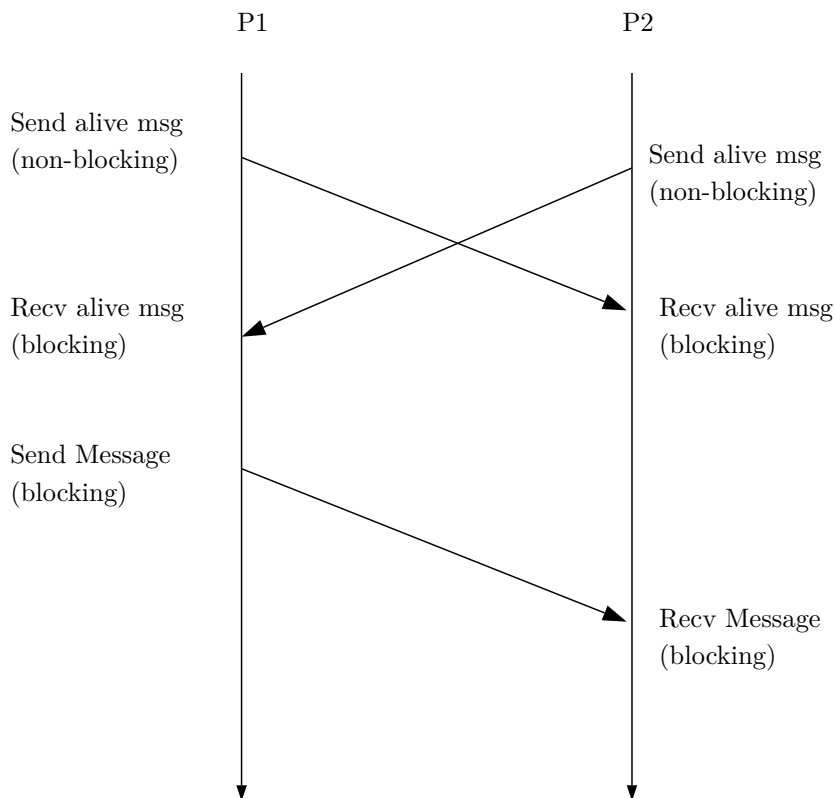 P1
P2
Send alive msg
(non-blocking)
Send alive msg
(non-blocking)
Recv alive msg
(blocking)
Recv alive msg
(blocking)
Send Message
(blocking)
Recv Message
(blocking)